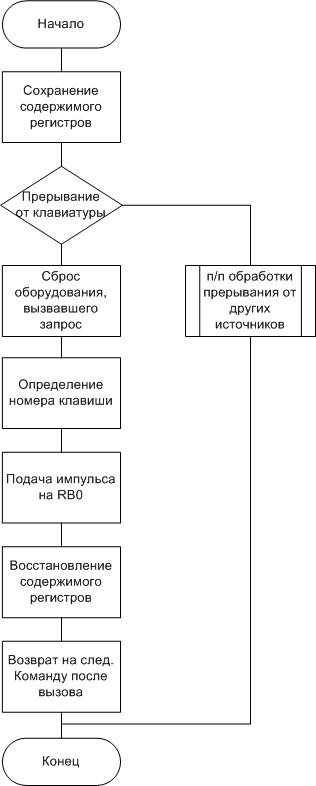 Начало
Сохранение
содержимого
регистров
Прерывание
от клавиатуры
Сброс
оборудования,
вызвавшего
запрос
п/п обработки
прерывания от
других
источников
Определение
номера клавиши
Подача импульса
на RB0
Восстановление
содержимого
регистров
Возврат на след.
Команду после
вызова
Конец